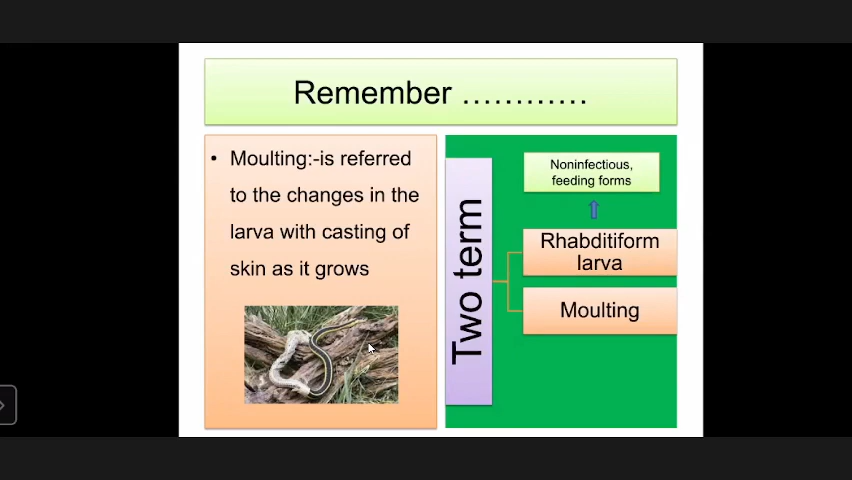 Remember …………
• Moulting:-is referred
to the changes in the
larva with casting of
skin as it grows
Two term
Noninfectious,
feeding forms
Rhabditiform
larva
Moulting